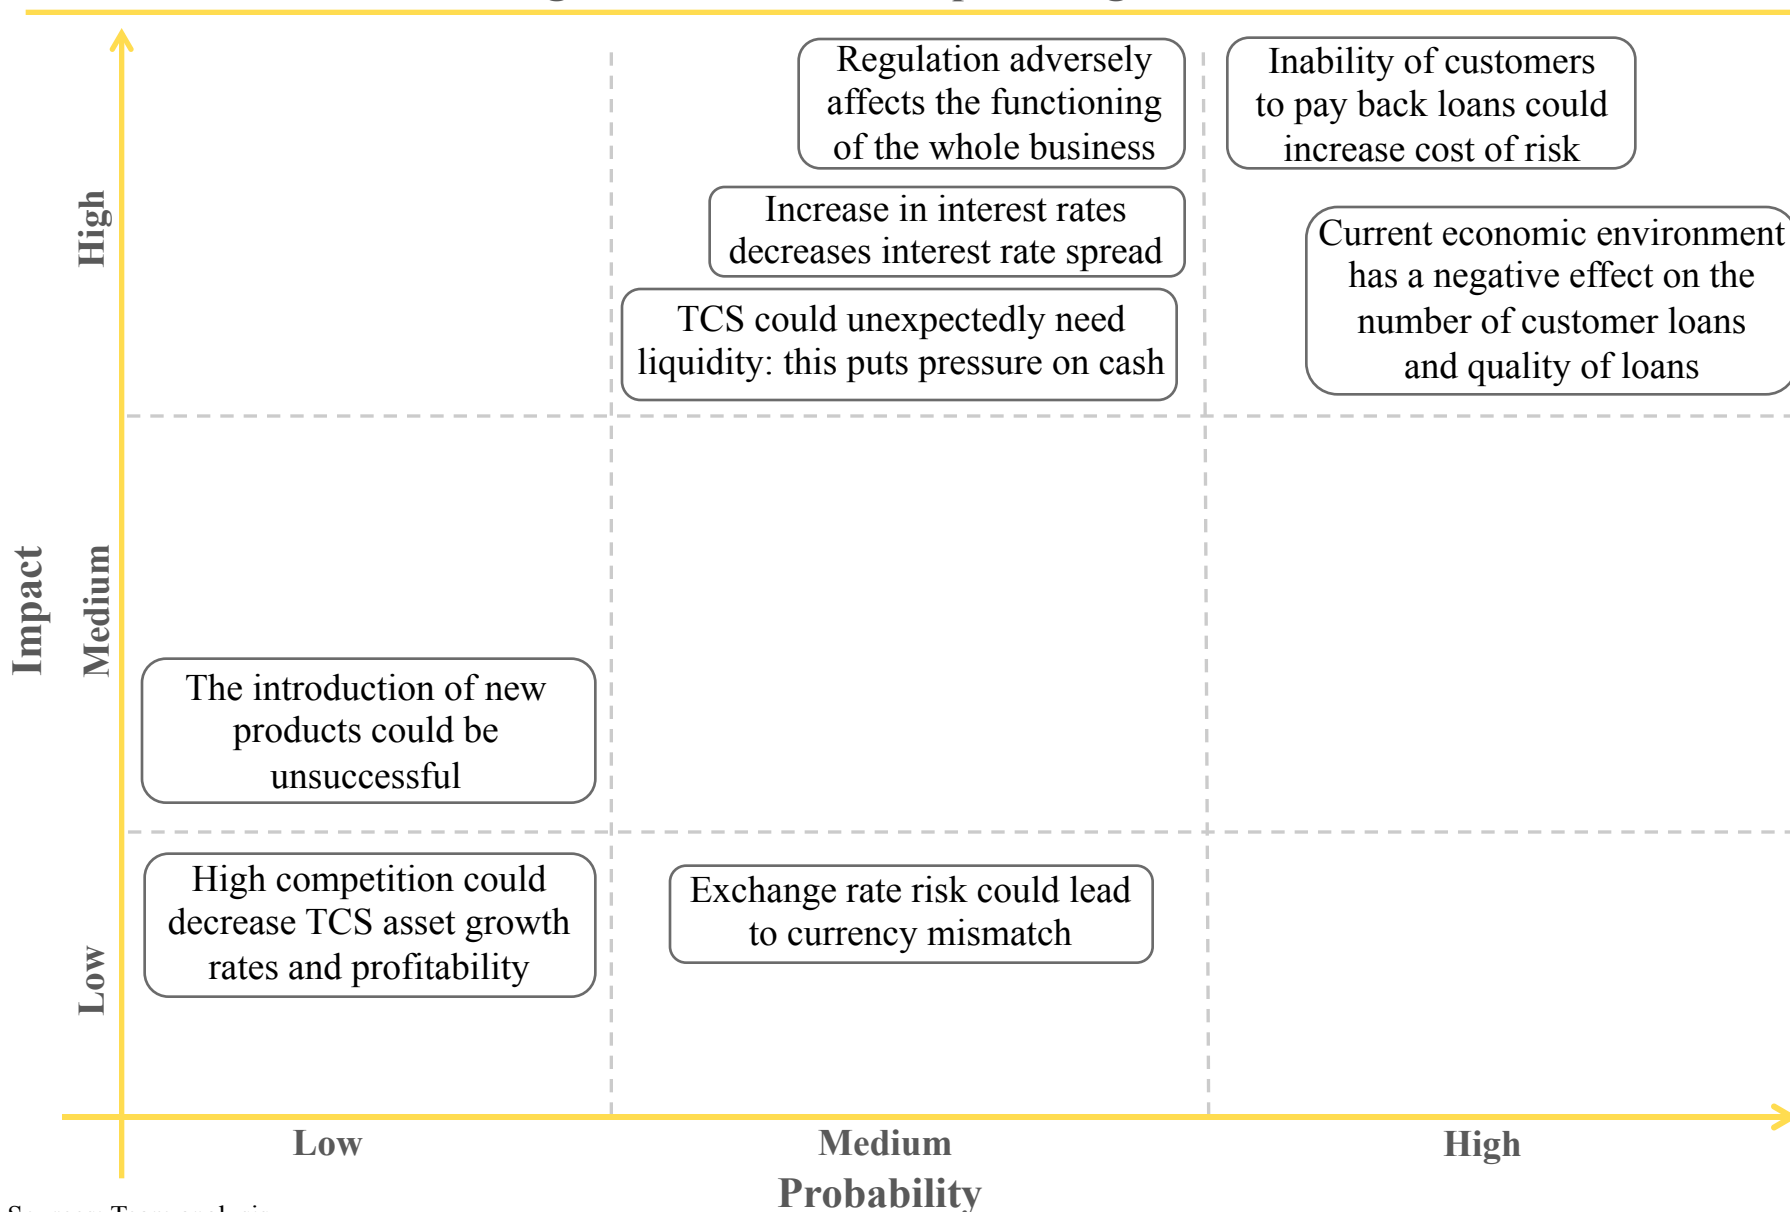 Regulation adversely
affects the functioning
of the whole business
Inability of customers
to pay back loans could
increase cost of risk
Increase in interest rates
decreases interest rate spread
Current economic environment
has a negative effect on the
number of customer loans
and quality of loans
TCS could unexpectedly need
liquidity: this puts pressure on cash
High
Impact
Medium
The introduction of new
products could be
unsuccessful
High competition could
decrease TCS asset growth
rates and profitability
Exchange rate risk could lead
to currency mismatch
Low
Low
Medium
High
Probability